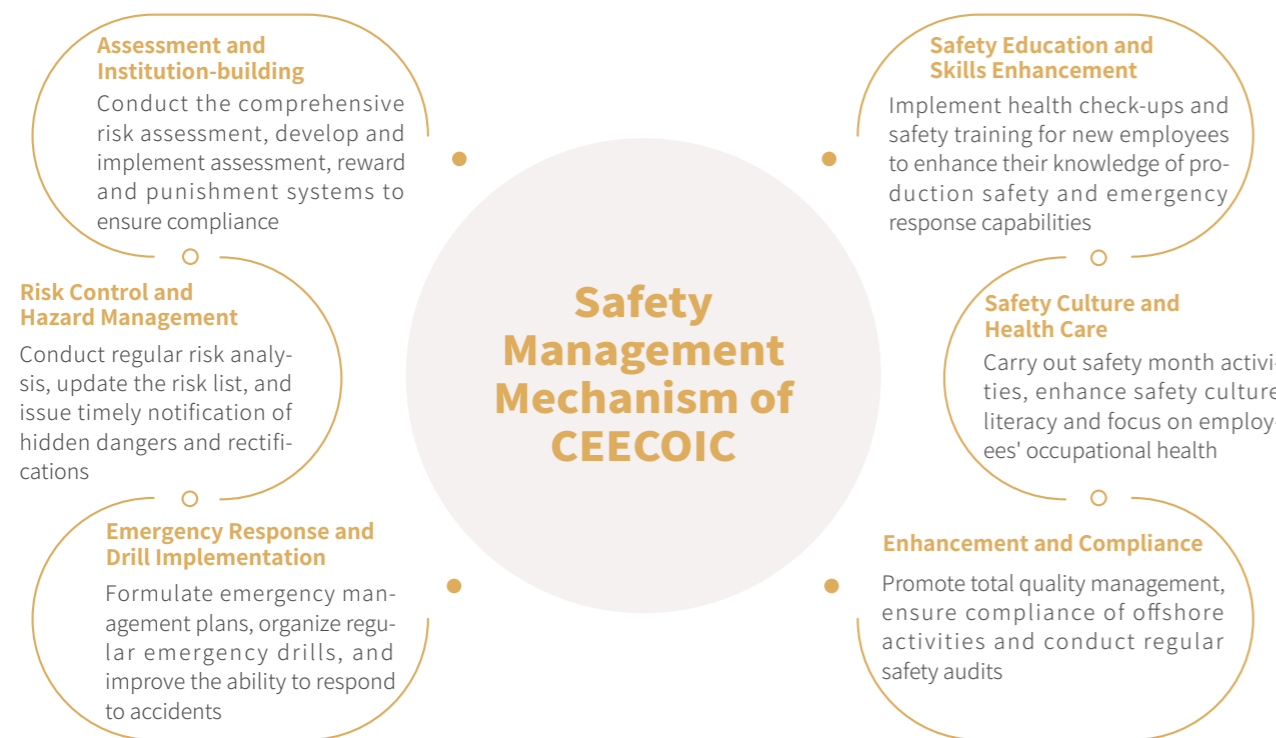 Assessment and
Institution-building
Conduct the comprehensive
risk assessment, develop and
implement assessment, reward
and punishment systems to
ensure compliance
Risk Control and
Hazard Management
Conduct regular risk analy-
sis, update the risk list, and
issue timely notification of
hidden dangers and rectifi-
cations
Emergency Response and
Drill Implementation
Formulate emergency man-
agement plans, organize regu-
lar emergency drills, and
improve the ability to respond
to accidents
Safety
Management
Mechanism of
CEECOIC
Safety Education and
Skills Enhancement
Implement health check-ups and
safety training for new employees
to enhance their knowledge of pro-
duction safety and emergency
response capabilities
Safety Culture and
Health Care
Carry out safety month activi-
ties, enhance safety culture
literacy and focus on employ-
ees' occupational health
Enhancement and Compliance
Promote total quality management,
ensure compliance of offshore
activities and conduct regular
safety audits